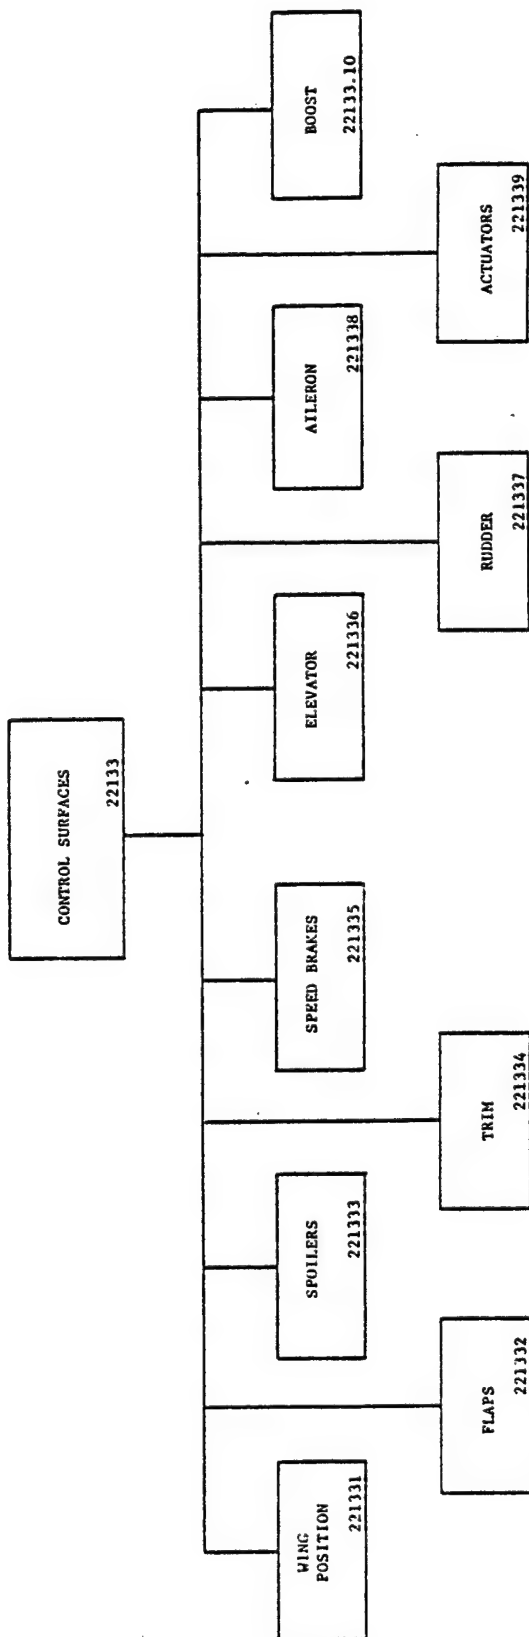 CONTROL SURFACES
22133
WING
POSITION
221331
FLAPS
221332
SPOILERS
221333
TRIM
221334
SPEED BRAKES
221335
ELEVATOR
221336
RUDDER
221337
AILERON
221338
ACTUATORS
221339
BOOST
22133.10